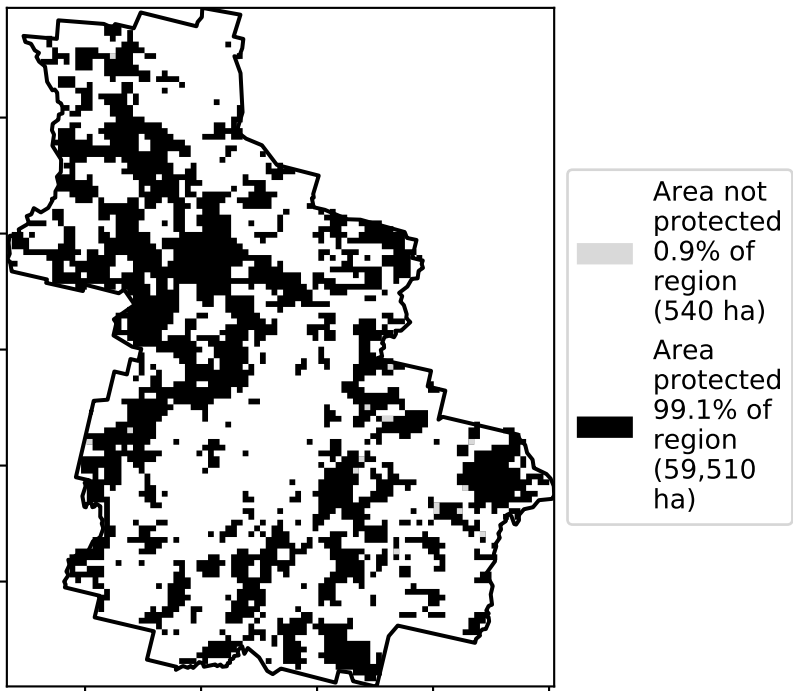 Area not
protected
0.9% of
region
(540 ha)
Area
protected
99.1% of
region
(59,510
ha)